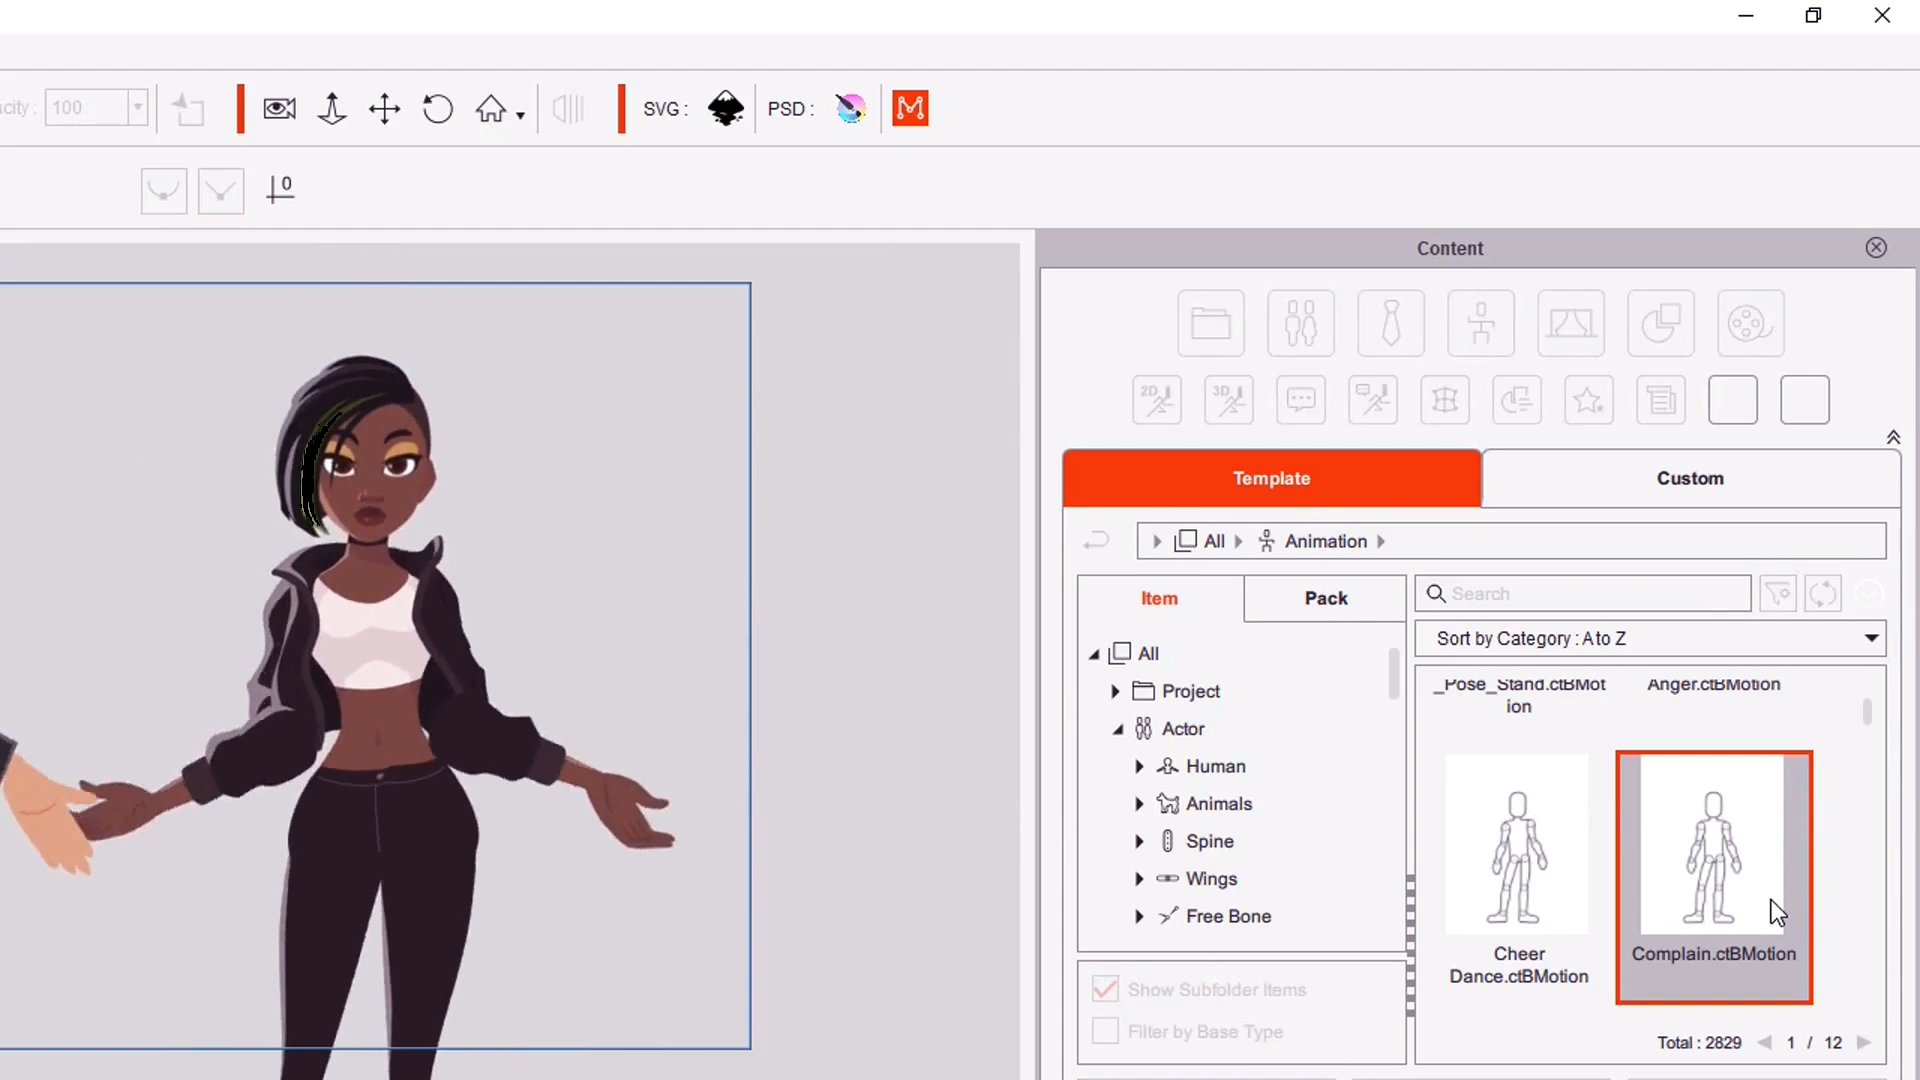 city :
100
SVG :
PSD :
0
Content
2D
3D
Template
Custom
All
Animation
Item
Pack
Search
Sort by Category : A to Z
All
Project
Actor
Human
Animals
Spine
Wings
Free Bone
_Pose_Stand.ctBMot
ion
Anger.ctBMotion
Cheer
Dance.ctBMotion
Complain.ctBMotion
Show Subfolder Items
Filter by Base Type
Total : 2829
1 / 12